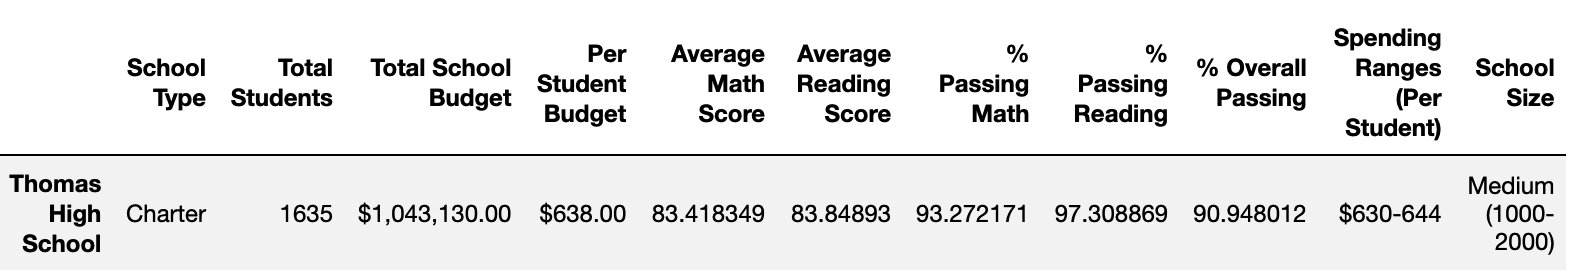 School Type	Total Students	Total School Budget	Per Student Budget	Average Math Score	Average Reading Score	% Passing Math	% Passing Reading	% Overall Passing	Spending Ranges (Per Student)	School Size
Thomas High School	Charter	1635	$1,043,130.00	$638.00	83.418349	83.84893	93.272171	97.308869	90.948012	$630-644	Medium (1000-2000)